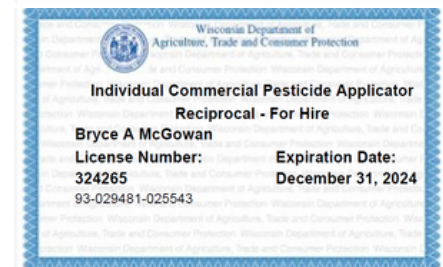 Wisconsin Department of
Agriculture, Trade and Consumer Protection
Individual Commercial Pesticide Applicator
Reciprocal - For Hire
Bryce A McGowan
License Number: Expiration Date:
324265 December 31, 2024
93-029481-025543